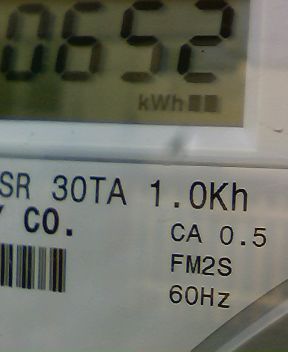 0652
kWh
SR 30TA 1.0Kh
Y CO.
CA 0.5
FM2S
60Hz